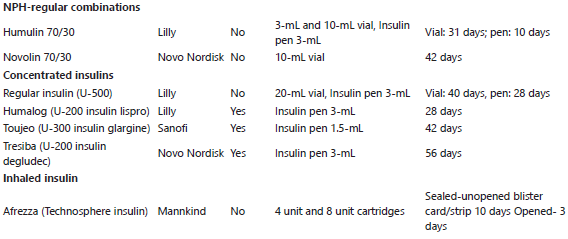 NPH-regular combinations
Humulin 70/30 Lilly No 3-mL and 10-mL vial, Insulin pen 3-mL Vial: 31 days; pen: 10 days
Novolin 70/30 Novo Nordisk No 10-mL vial 42 days
Concentrated insulins
Regular insulin (U-500) Lilly No 20-mL vial, Insulin pen 3-mL Vial: 40 days, pen: 28 days
Humalog (U-200 insulin lispro) Lilly Yes Insulin pen 3-mL 28 days
Toujeo (U-300 insulin glargine) Sanofi Yes Insulin pen 1.5-mL 42 days
Tresiba (U-200 insulin degludec) Novo Nordisk Yes Insulin pen 3-mL 56 days
Inhaled insulin
Afrezza (Technosphere insulin) Mannkind No 4 unit and 8 unit cartridges Sealed-unopened blister card/strip 10 days Opened- 3 days